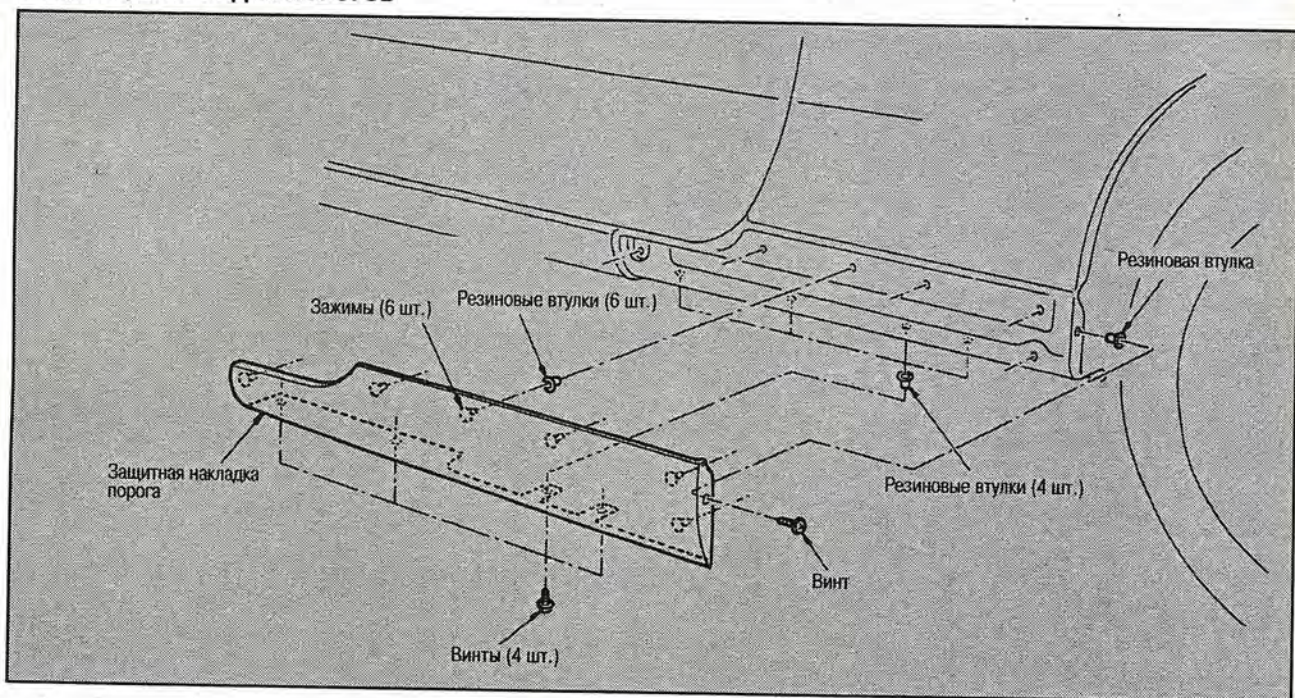 Резиновая втулка
Зажимы (6 шт.)
Резиновые втулки (6 шт.)
Защитная накладка
порога
Резиновые втулки (4 шт.)
Винт
Винты (4 шт.)